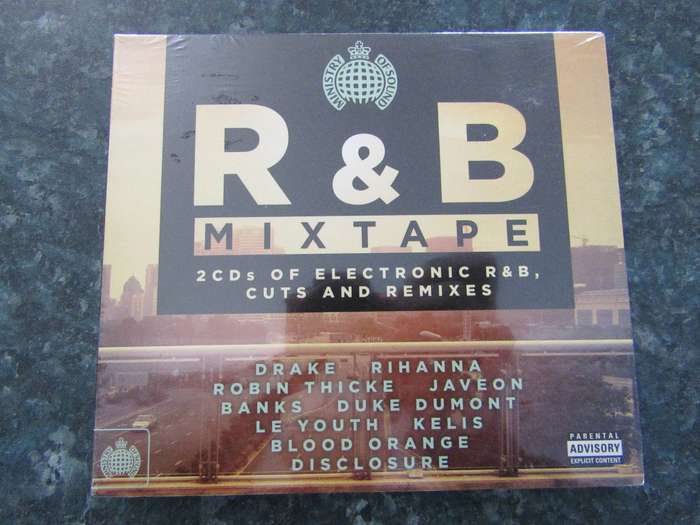 MINISTRY OF SOUND
R & B
MIXTAPE
2CDs OF ELECTRONIC R&B,
CUTS AND REMIXES
DRAKE RIHANNA
ROBIN THICKE JAVEON
BANKS DUKE DUMONT
LE YOUTH KELIS
BLOOD ORANGE
DISCLOSURE
PARENTAL
ADVISORY
EXPLICIT CONTENT